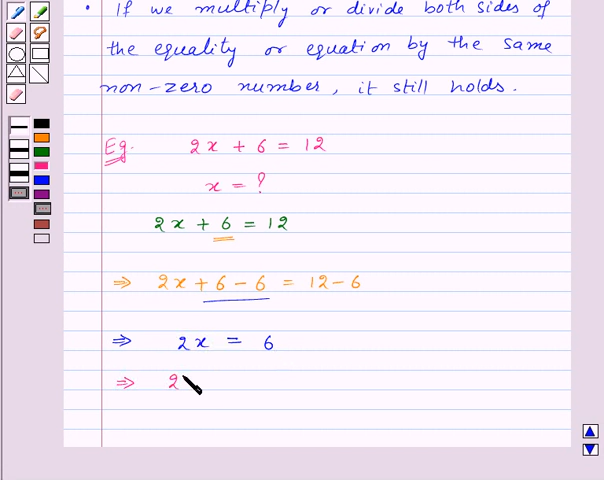 • If we multiply or divide both sides of
the equality or equation by the same
non-zero number, it still holds.
Eg. 2x + 6 = 12
x = ?
2x + 6 = 12
⇒ 2x + 6 - 6 = 12 - 6
⇒ 2x = 6
⇒ 2